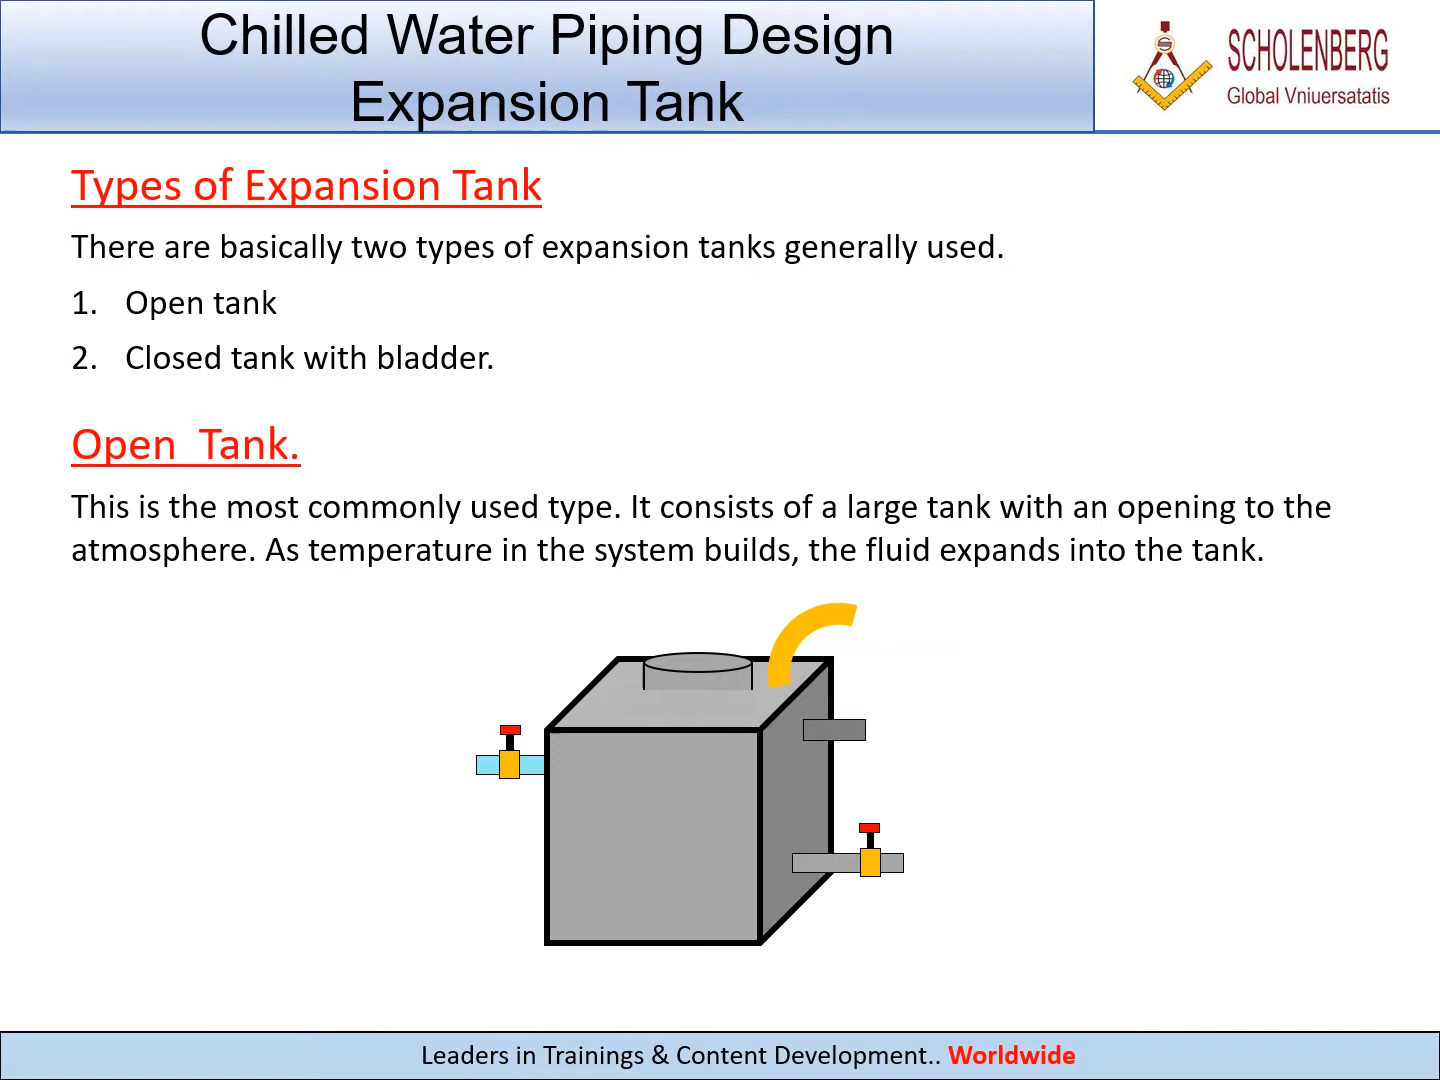 Chilled Water Piping Design
Expansion Tank
SCHOLENBERG
Global Vniuersatatis
Types of Expansion Tank
There are basically two types of expansion tanks generally used.
1. Open tank
2. Closed tank with bladder.
Open Tank.
This is the most commonly used type. It consists of a large tank with an opening to the
atmosphere. As temperature in the system builds, the fluid expands into the tank.
Leaders in Trainings & Content Development.. Worldwide